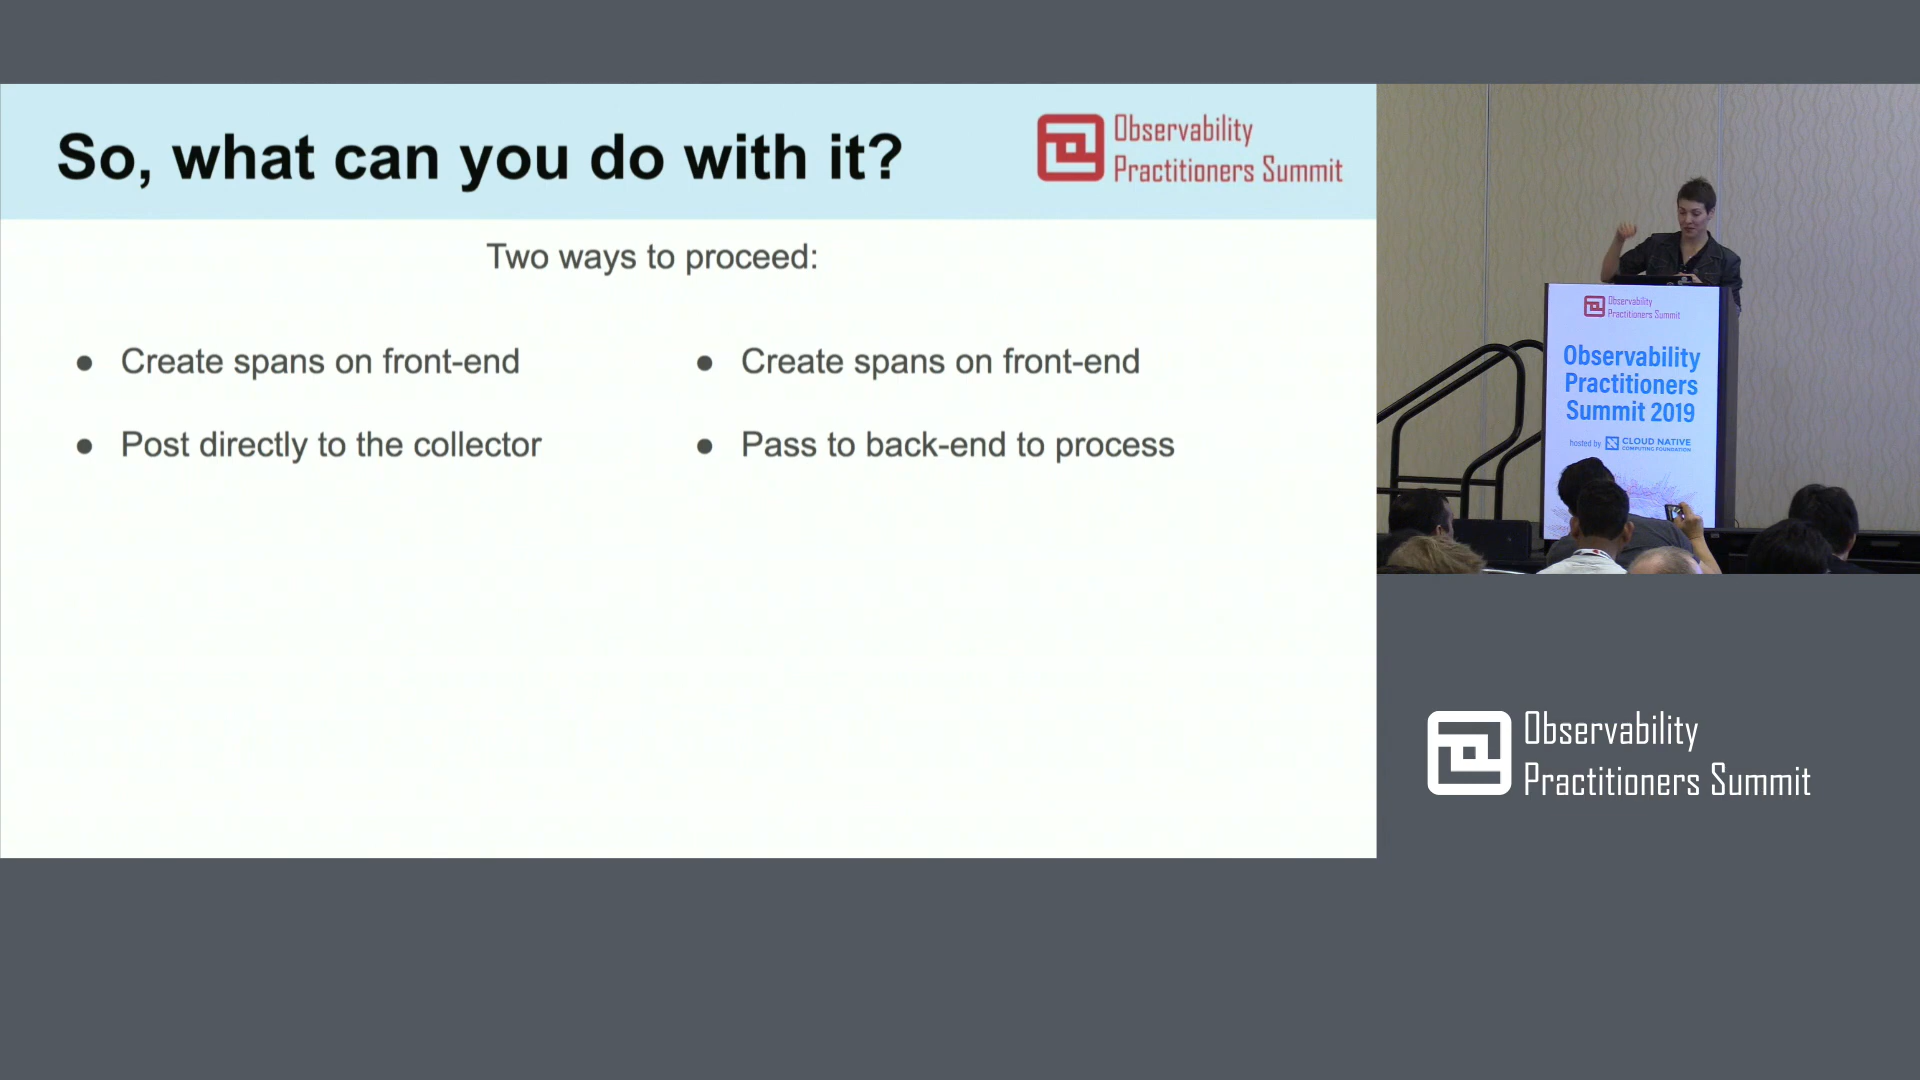 So, what can you do with it?
Observability
Practitioners Summit
Two ways to proceed:
Create spans on front-end
Post directly to the collector
Create spans on front-end
Pass to back-end to process
Observability
Practitioners Summit
Observability
Practitioners
Summit 2019
hosted by CLOUD NATIVE
COMPUTING FOUNDATION
Observability
Practitioners Summit